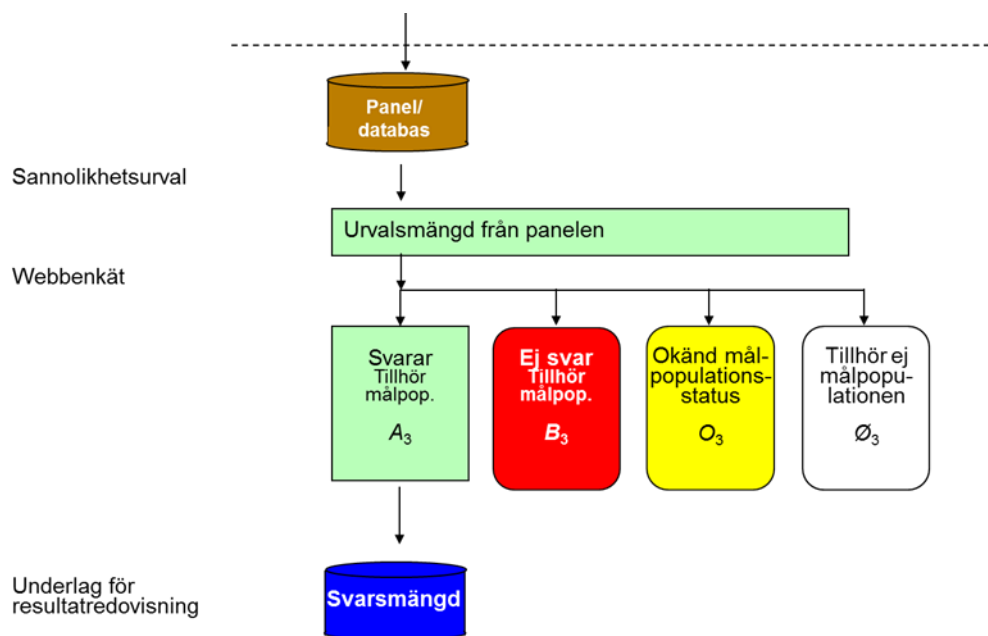 Panel/
databas
Sannolikhetsurval
Urvalsmängd från panelen
Webbenkät
Svarar
Tillhör
målpop.
A₃
Ej svar
Tillhör
målpop.
B₃
Okänd mål-
populations-
status
O₃
Tillhör ej
målpopu-
lationen
Ø₃
Underlag för
resultatredovisning
Svarsmängd